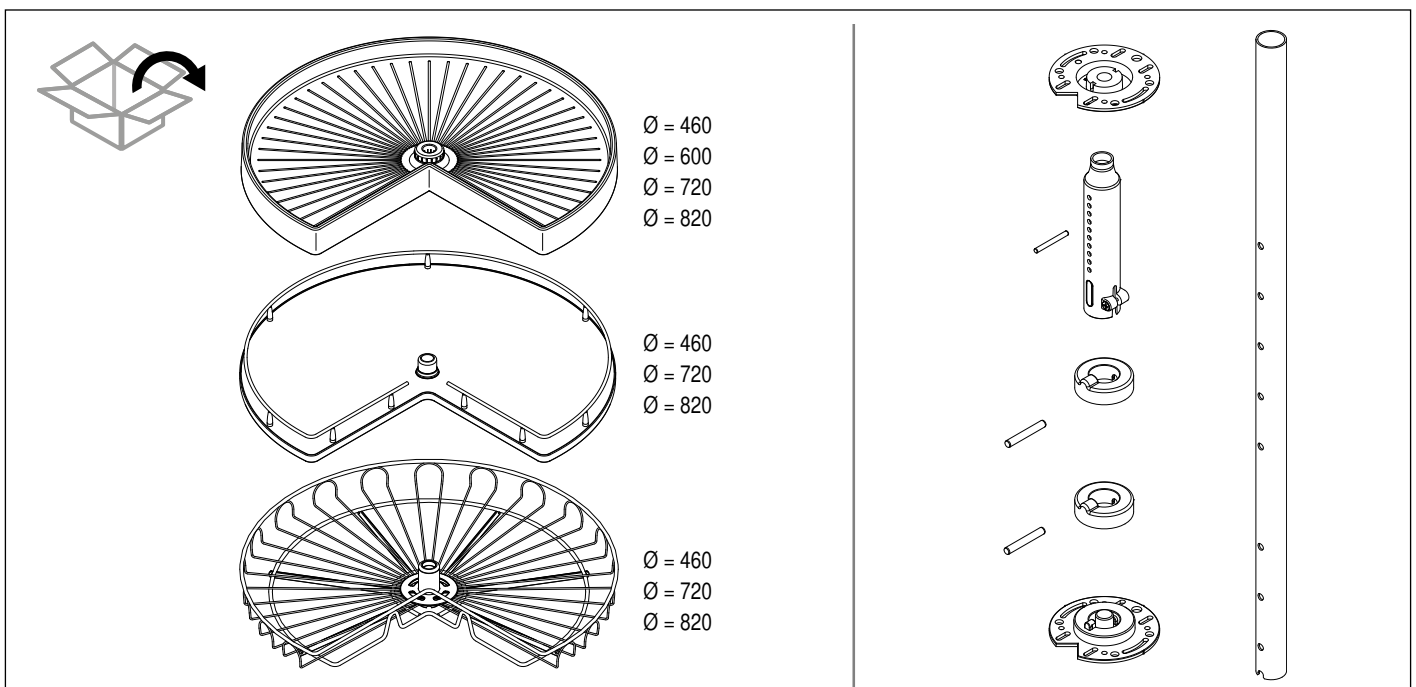 Ø = 460
Ø = 600
Ø = 720
Ø = 820
Ø = 460
Ø = 720
Ø = 820
Ø = 460
Ø = 720
Ø = 820